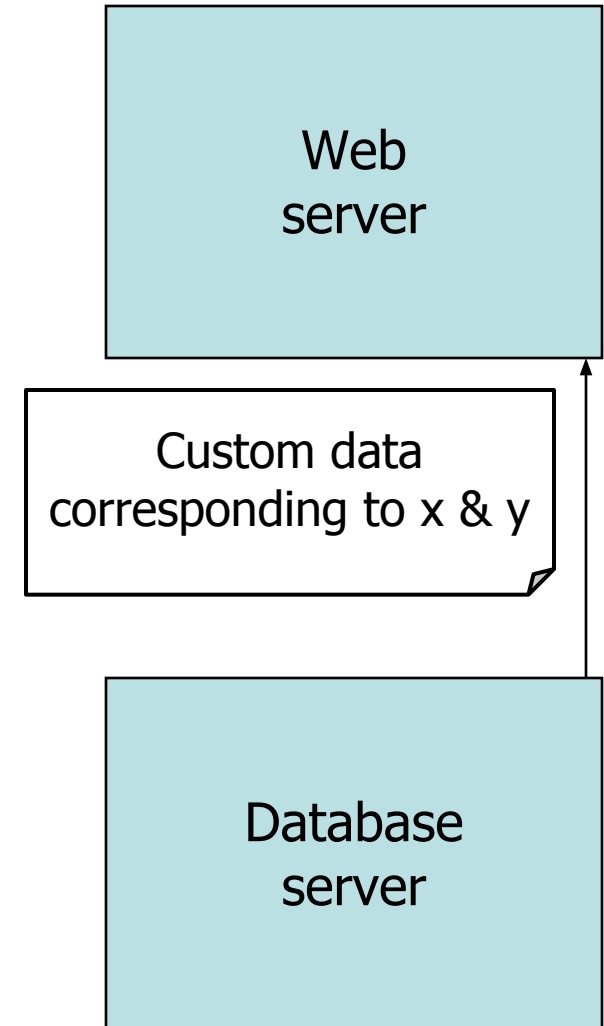 Web
server
Custom data
corresponding to x & y
Database
server